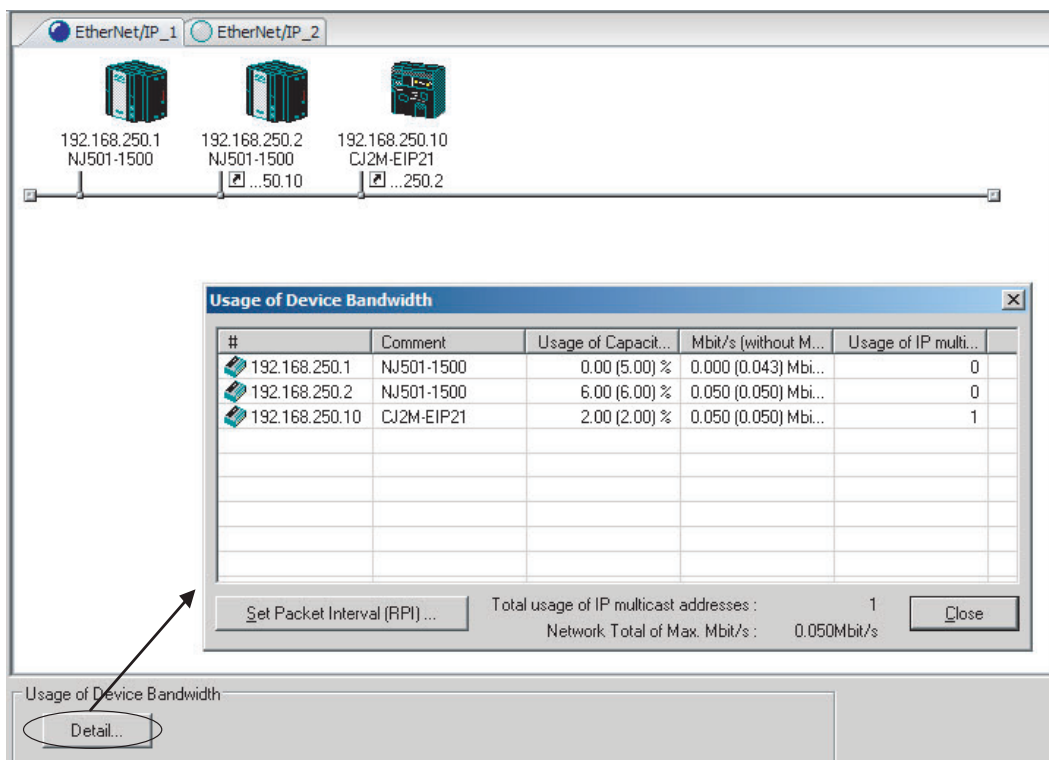 EtherNet/IP_1 EtherNet/IP_2
192.168.250.1 192.168.250.2 192.168.250.10
NJ501-1500 NJ501-1500 CJ2M-EIP21
...50.10 ...250.2
Usage of Device Bandwidth
# Comment Usage of Capacit... Mbit/s (without M... Usage of IP multi...
192.168.250.1 NJ501-1500 0.00 (5.00) % 0.000 (0.043) Mbi... 0
192.168.250.2 NJ501-1500 6.00 (6.00) % 0.050 (0.050) Mbi... 0
192.168.250.10 CJ2M-EIP21 2.00 (2.00) % 0.050 (0.050) Mbi... 1
Set Packet Interval (RPI) ... Total usage of IP multicast addresses : 1 Close
Network Total of Max. Mbit/s : 0.050Mbit/s
Usage of Device Bandwidth
Detail...